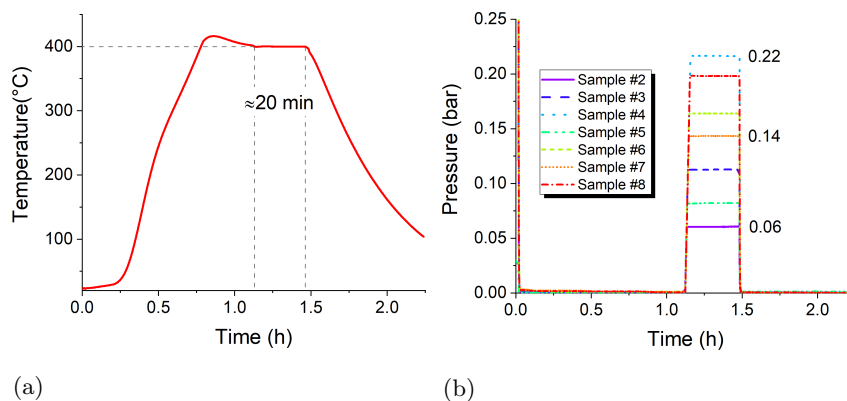 400
300
200
100
Temperature(°C)
≈20 min
0.0
0.5
1.0
1.5
2.0
Time (h)
(a)
0.25
0.20
0.15
0.10
0.05
0.00
Pressure (bar)
Sample #2
Sample #3
Sample #4
Sample #5
Sample #6
Sample #7
Sample #8
0.22
0.14
0.06
0.0
0.5
1.0
1.5
2.0
Time (h)
(b)